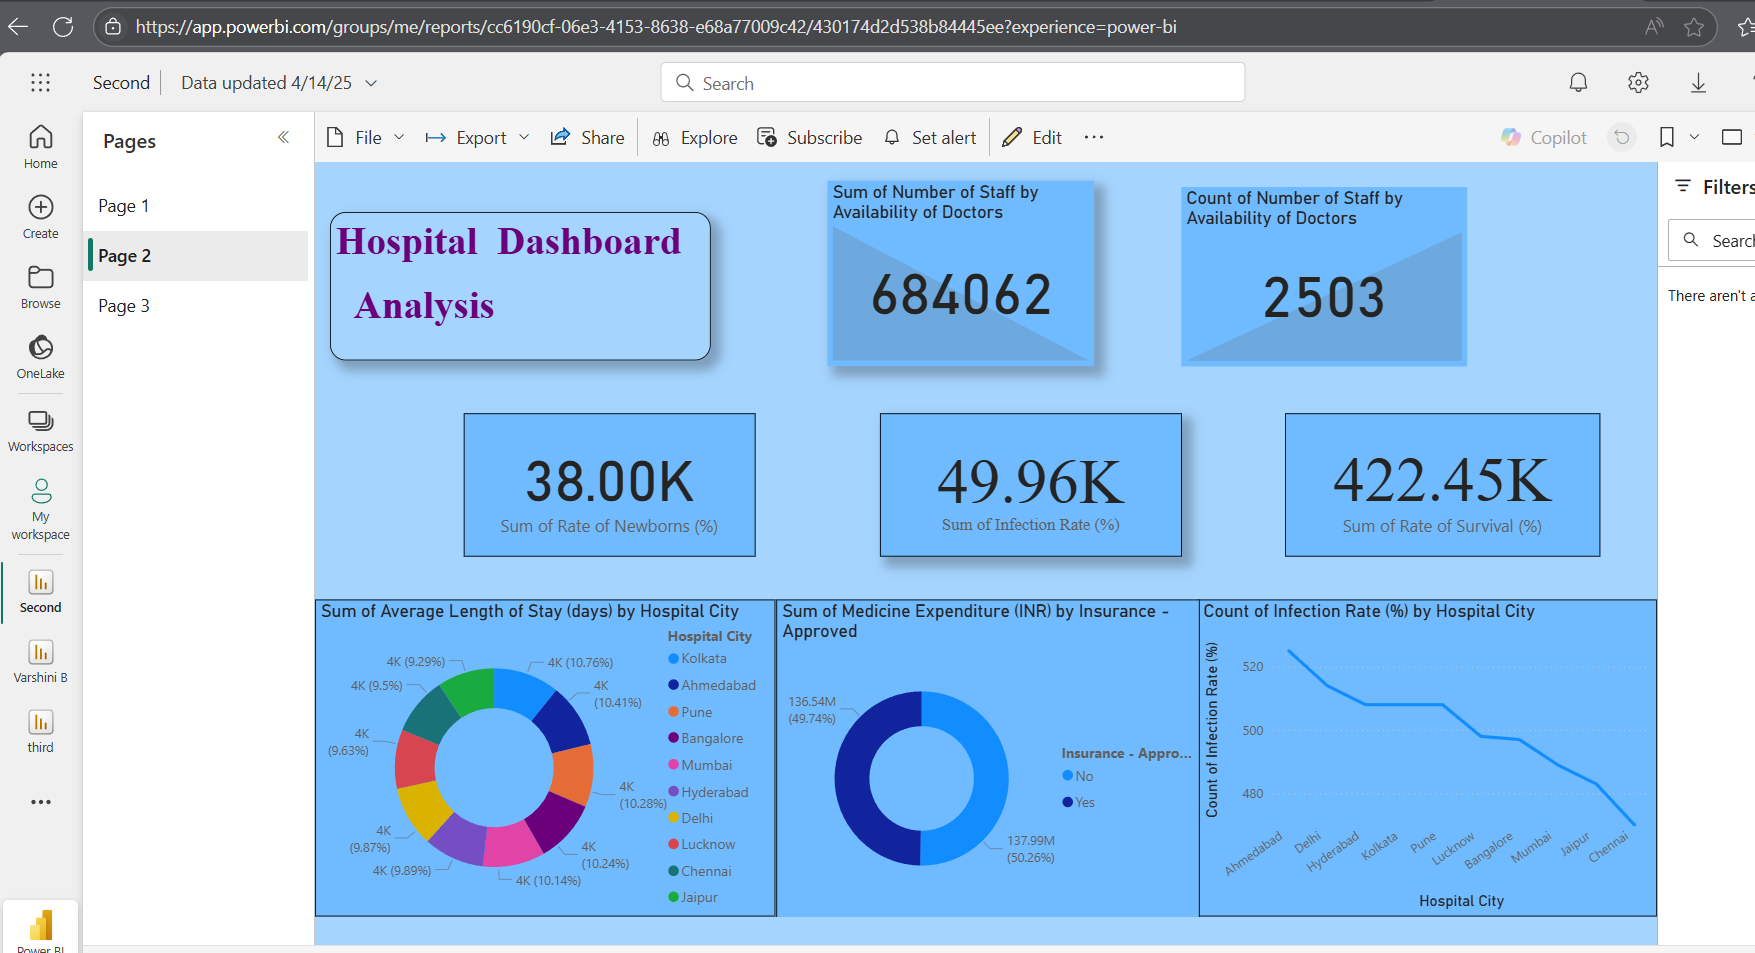 https://app.powerbi.com/groups/me/reports/cc6190cf-06e3-4153-8638-e68a77009c42/430174d2d538b84445ee?experience=power-bi
Second
Data updated 4/14/25
Search
Home
Create
Browse
OneLake
Workspaces
My
workspace
Second
Varshini B
third
Power BI
Pages
Page 1
Page 2
Page 3
File
Export
Share
Explore
Subscribe
Set alert
Edit
Copilot
Filters
Search
There aren't a
Hospital Dashboard
Analysis
Sum of Number of Staff by
Availability of Doctors
684062
Count of Number of Staff by
Availability of Doctors
2503
38.00K
Sum of Rate of Newborns (%)
49.96K
Sum of Infection Rate (%)
422.45K
Sum of Rate of Survival (%)
Sum of Average Length of Stay (days) by Hospital City
4K (9.29%)
4K (10.76%)
4K (9.5%)
4K
(10.41%)
4K
(9.63%)
4K
(10.28%)
4K
(9.87%)
4K
(10.24%)
4K (9.89%)
4K (10.14%)
Hospital City
Kolkata
Ahmedabad
Pune
Bangalore
Mumbai
Hyderabad
Delhi
Lucknow
Chennai
Jaipur
Sum of Medicine Expenditure (INR) by Insurance -
Approved
136.54M
(49.74%)
137.99M
(50.26%)
Insurance - Appro...
No
Yes
Count of Infection Rate (%) by Hospital City
Count of Infection Rate (%)
520
500
480
Ahmedabad
Delhi
Hyderabad
Kolkata
Pune
Lucknow
Bangalore
Mumbai
Jaipur
Chennai
Hospital City